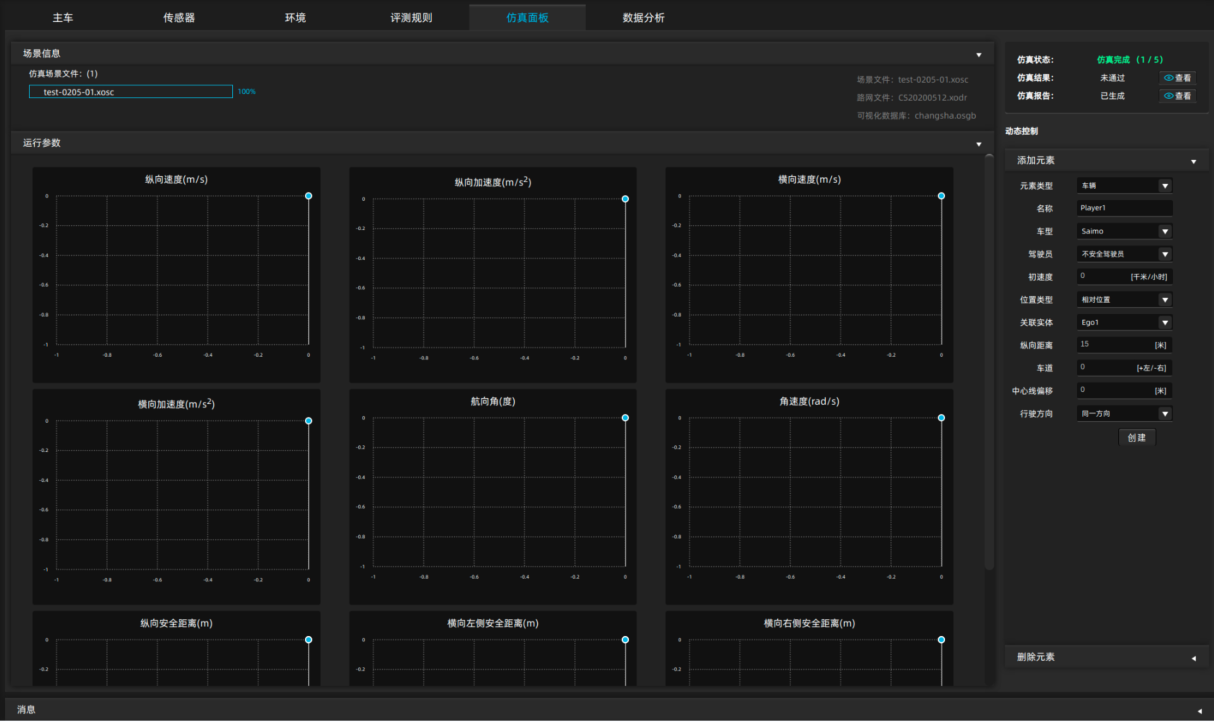 主车 传感器 环境 评测规则 仿真面板 数据分析
场景信息
仿真场景文件: (1)
test-0205-01.xosc 100%
场景文件: test-0205-01.xosc
路网文件: CS20200512.xodr
可视化数据库: changsha.osgb
运行参数
纵向速度(m/s)
0
-0.2
-0.4
-0.6
-0.8
-1
-1 -0.8 -0.6 -0.4 -0.2 0
纵向加速度(m/s²)
0
-0.2
-0.4
-0.6
-0.8
-1
-1 -0.8 -0.6 -0.4 -0.2 0
横向速度(m/s)
0
-0.2
-0.4
-0.6
-0.8
-1
-1 -0.8 -0.6 -0.4 -0.2 0
横向加速度(m/s²)
0
-0.2
-0.4
-0.6
-0.8
-1
-1 -0.8 -0.6 -0.4 -0.2 0
航向角(度)
0
-0.2
-0.4
-0.6
-0.8
-1
-1 -0.8 -0.6 -0.4 -0.2 0
角速度(rad/s)
0
-0.2
-0.4
-0.6
-0.8
-1
-1 -0.8 -0.6 -0.4 -0.2 0
纵向安全距离(m)
0
-0.2
横向左侧安全距离(m)
0
-0.2
横向右侧安全距离(m)
0
-0.2
仿真状态: 仿真完成 (1 / 5)
仿真结果: 未通过 查看
仿真报告: 已生成 查看
动态控制
添加元素
元素类型 车辆
名称 Player1
车型 Saimo
驾驶员 不安全驾驶员
初速度 0 [千米/小时]
位置类型 相对位置
关联实体 Ego1
纵向距离 15 [米]
车道 0 [+左/-右]
中心线偏移 0 [米]
行驶方向 同一方向
创建
删除元素
消息